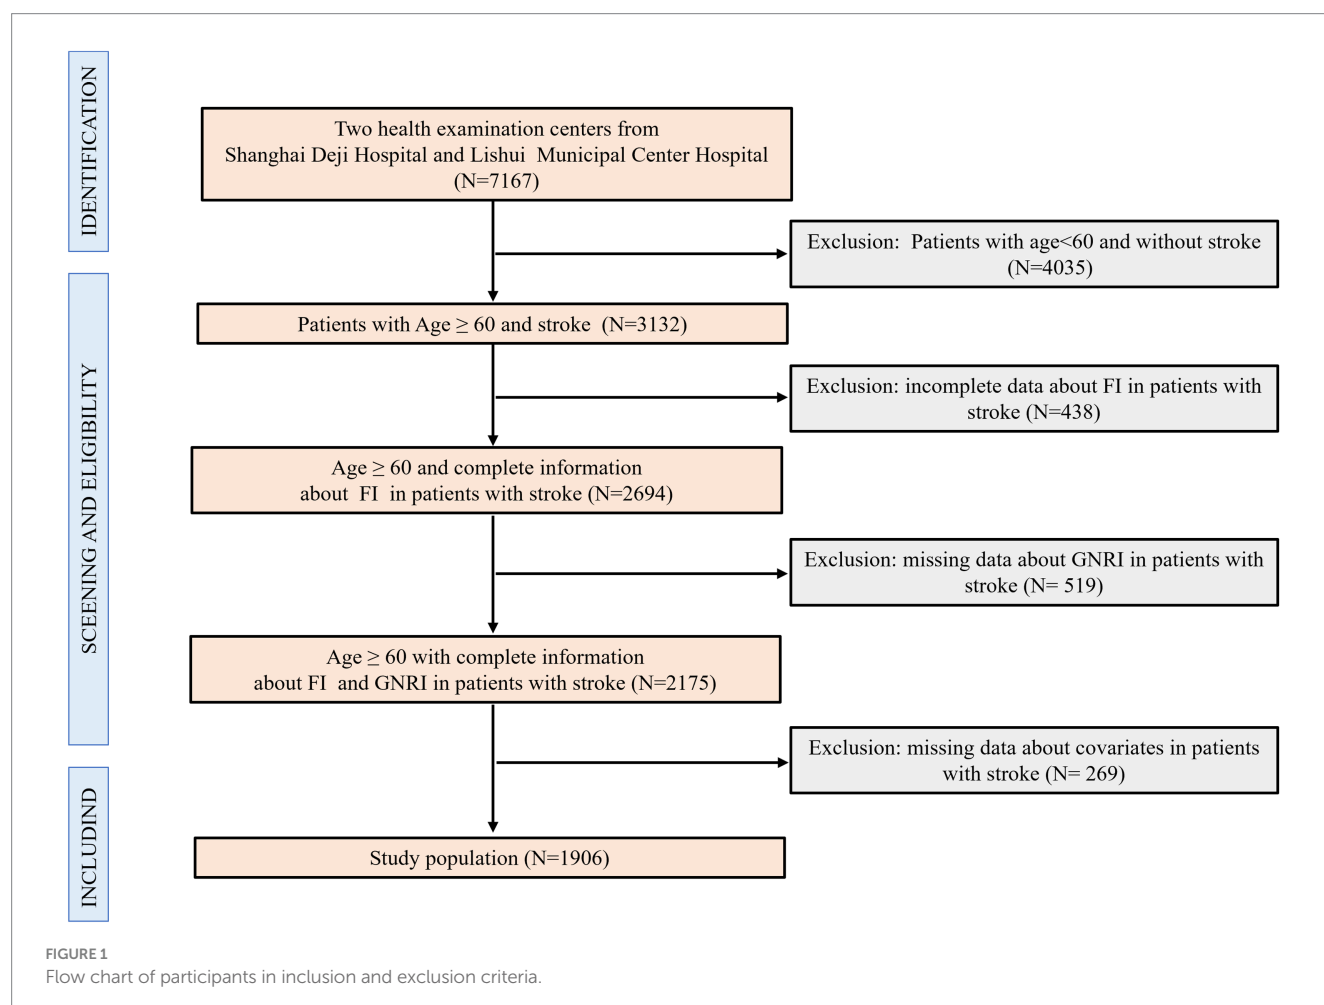 IDENTIFICATION
Two health examination centers from
Shanghai Deji Hospital and Lishui Municipal Center Hospital
(N=7167)
Exclusion: Patients with age<60 and without stroke
(N=4035)
SCEENING AND ELIGIBILITY
Patients with Age ≥ 60 and stroke (N=3132)
Exclusion: incomplete data about FI in patients with
stroke (N=438)
Age ≥ 60 and complete information
about FI in patients with stroke (N=2694)
Exclusion: missing data about GNRI in patients with
stroke (N= 519)
Age ≥ 60 with complete information
about FI and GNRI in patients with stroke (N=2175)
Exclusion: missing data about covariates in patients
with stroke (N= 269)
INCLUDIND
Study population (N=1906)
FIGURE 1
Flow chart of participants in inclusion and exclusion criteria.